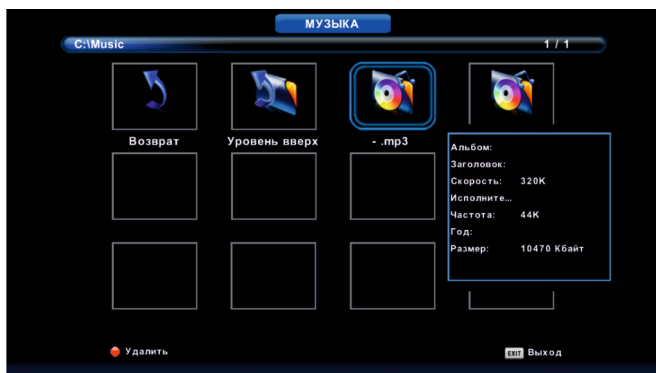 МУЗЫКА
C:\Music 1 / 1
Возврат Уровень вверх - .mp3
Альбом:
Заголовок:
Скорость: 320K
Исполните...
Частота: 44K
Год:
Размер: 10470 Кбайт
Удалить EXIT Выход